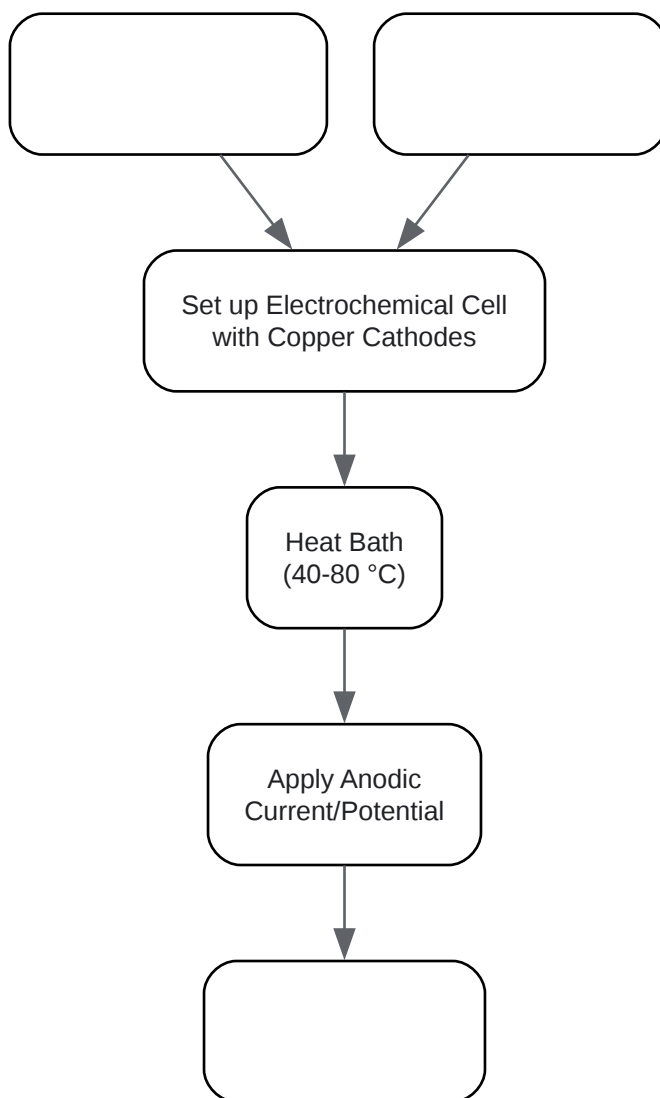 Set up Electrochemical Cell
with Copper Cathodes
Heat Bath
(40-80 °C)
Apply Anodic
Current/Potential